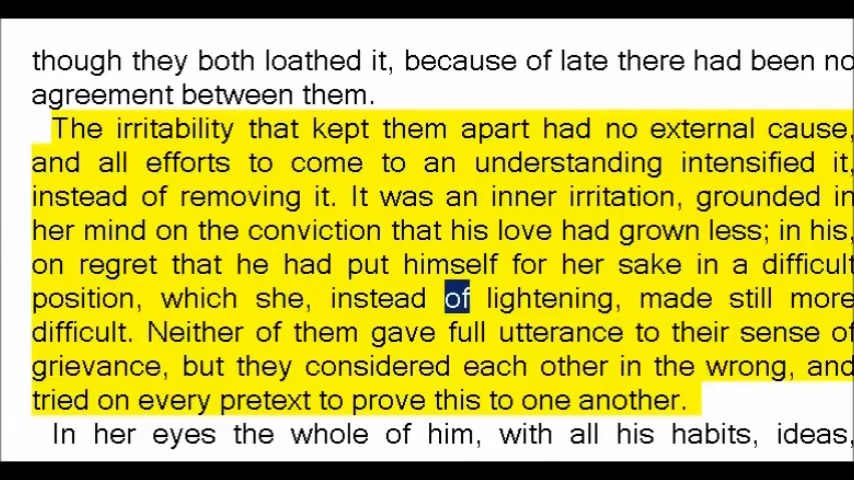 though they both loathed it, because of late there had been no
agreement between them.
The irritability that kept them apart had no external cause,
and all efforts to come to an understanding intensified it,
instead of removing it. It was an inner irritation, grounded in
her mind on the conviction that his love had grown less; in his,
on regret that he had put himself for her sake in a difficult
position, which she, instead of lightening, made still more
difficult. Neither of them gave full utterance to their sense of
grievance, but they considered each other in the wrong, and
tried on every pretext to prove this to one another.
In her eyes the whole of him, with all his habits, ideas,